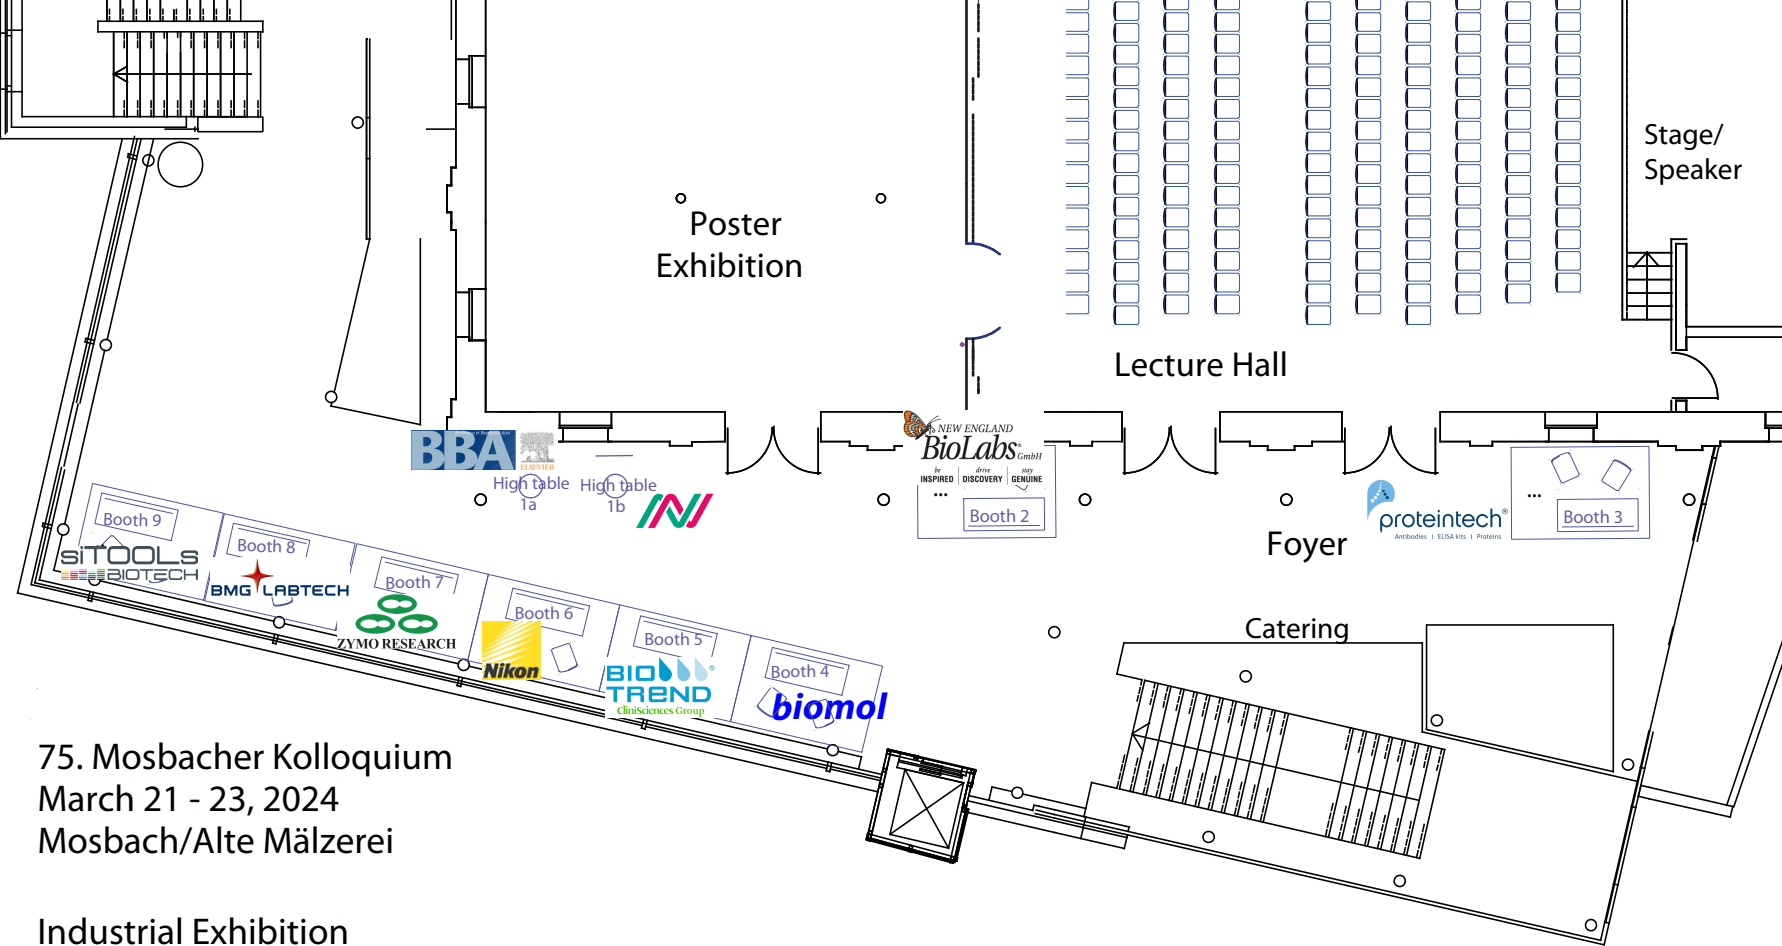 Stage/
Speaker
Poster
Exhibition
Lecture Hall
BBA
ELSEVIER
High table
1a
High table
1b
NEW ENGLAND
BioLabs® GmbH
be INSPIRED
drive DISCOVERY
stay GENUINE
...
Booth 2
proteintech®
Antibodies | ELISA kits | Proteins
...
Booth 3
Foyer
Catering
Booth 9
siTOOLs
BIOTECH
Booth 8
BMG LABTECH
Booth 7
ZYMO RESEARCH
Booth 6
Nikon
Booth 5
BIO®
TREND
CliniSciences Group
Booth 4
biomol
75. Mosbacher Kolloquium
March 21 - 23, 2024
Mosbach/Alte Mälzerei
Industrial Exhibition